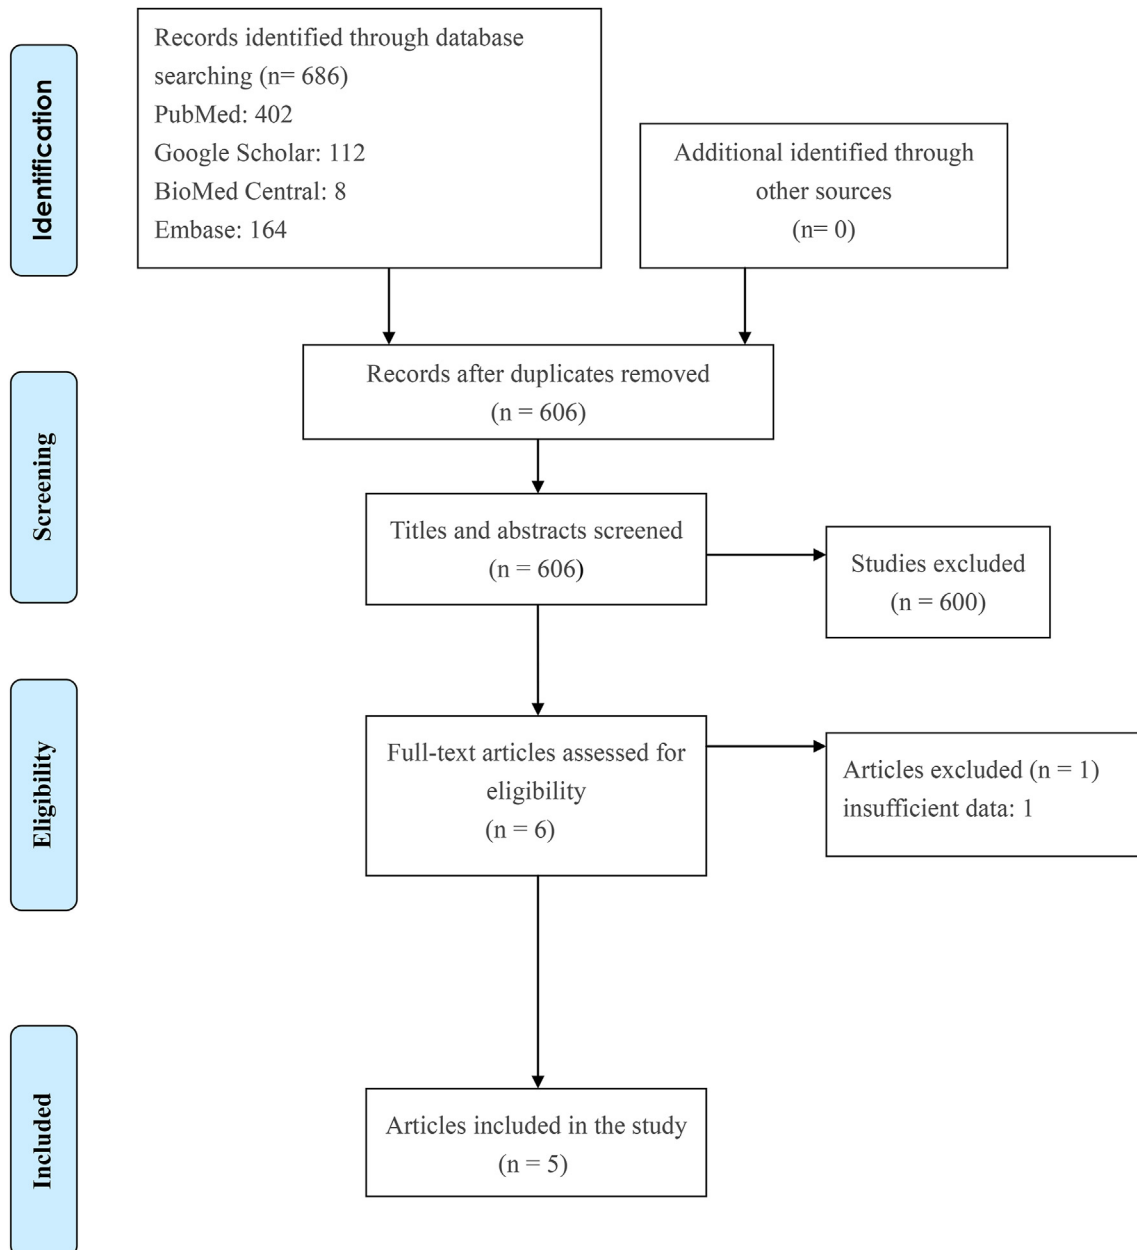 Identification
Records identified through database
searching (n= 686)
PubMed: 402
Google Scholar: 112
BioMed Central: 8
Embase: 164
Additional identified through
other sources
(n= 0)
Screening
Records after duplicates removed
(n = 606)
Titles and abstracts screened
(n = 606)
Studies excluded
(n = 600)
Eligibility
Full-text articles assessed for
eligibility
(n = 6)
Articles excluded (n = 1)
insufficient data: 1
Included
Articles included in the study
(n = 5)